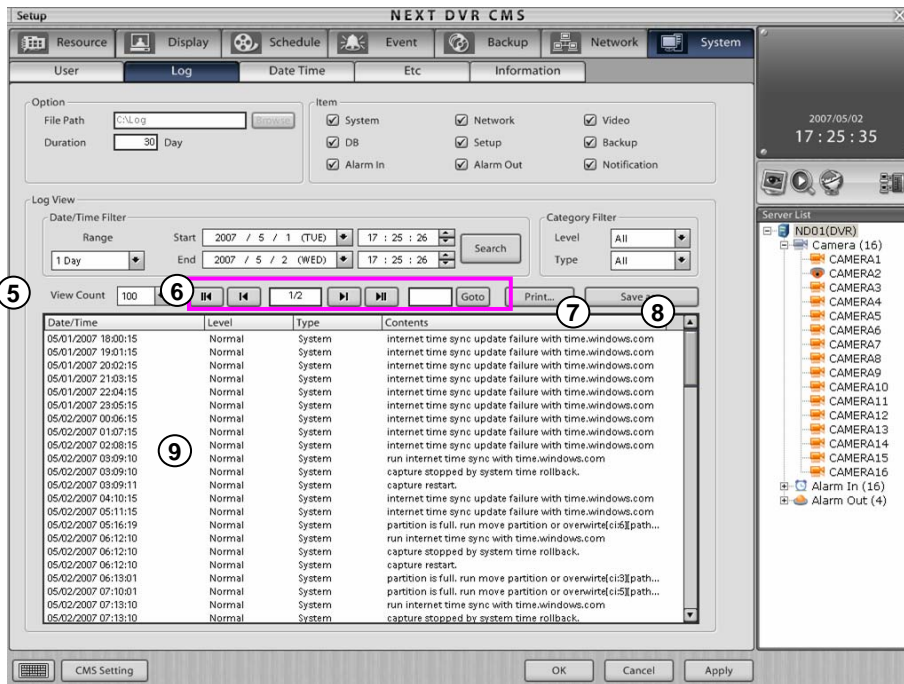 Setup NEXT DVR CMS
Resource Display Schedule Event Backup Network System
User Log Date Time Etc Information
Option Item
File Path C:\Log Browse System Network Video
Duration 30 Day DB Setup Backup
Alarm In Alarm Out Notification
2007/05/02
17 : 25 : 35
Log View
Date/Time Filter Category Filter
Range Start 2007 / 5 / 1 (TUE) 17 : 25 : 26 Search Level All
1 Day End 2007 / 5 / 2 (WED) 17 : 25 : 26 Type All
5 View Count 100 6 1/2 Goto Print... 7 Save 8
Date/Time Level Type Contents
05/01/2007 18:00:15 Normal System internet time sync update failure with time.windows.com
05/01/2007 19:01:15 Normal System internet time sync update failure with time.windows.com
05/01/2007 20:02:15 Normal System internet time sync update failure with time.windows.com
05/01/2007 21:03:15 Normal System internet time sync update failure with time.windows.com
05/01/2007 22:04:15 Normal System internet time sync update failure with time.windows.com
05/01/2007 23:05:15 Normal System internet time sync update failure with time.windows.com
05/02/2007 00:06:15 Normal System internet time sync update failure with time.windows.com
05/02/2007 01:07:15 Normal System internet time sync update failure with time.windows.com
05/02/2007 02:08:15 Normal System internet time sync update failure with time.windows.com
05/02/2007 03:09:10 9 Normal System run internet time sync with time.windows.com
05/02/2007 03:09:10 Normal System capture stopped by system time rollback.
05/02/2007 03:09:11 Normal System capture restart.
05/02/2007 04:10:15 Normal System internet time sync update failure with time.windows.com
05/02/2007 05:11:15 Normal System internet time sync update failure with time.windows.com
05/02/2007 05:16:19 Normal System partition is full. run move partition or overwirte[ci:6][path...
05/02/2007 06:12:10 Normal System run internet time sync with time.windows.com
05/02/2007 06:12:10 Normal System capture stopped by system time rollback.
05/02/2007 06:12:10 Normal System capture restart.
05/02/2007 06:13:01 Normal System partition is full. run move partition or overwirte[ci:3][path...
05/02/2007 07:10:01 Normal System partition is full. run move partition or overwirte[ci:5][path...
05/02/2007 07:13:10 Normal System run internet time sync with time.windows.com
05/02/2007 07:13:10 Normal System capture stopped by system time rollback.
Server List
ND01(DVR)
Camera (16)
CAMERA1
CAMERA2
CAMERA3
CAMERA4
CAMERA5
CAMERA6
CAMERA7
CAMERA8
CAMERA9
CAMERA10
CAMERA11
CAMERA12
CAMERA13
CAMERA14
CAMERA15
CAMERA16
Alarm In (16)
Alarm Out (4)
CMS Setting OK Cancel Apply